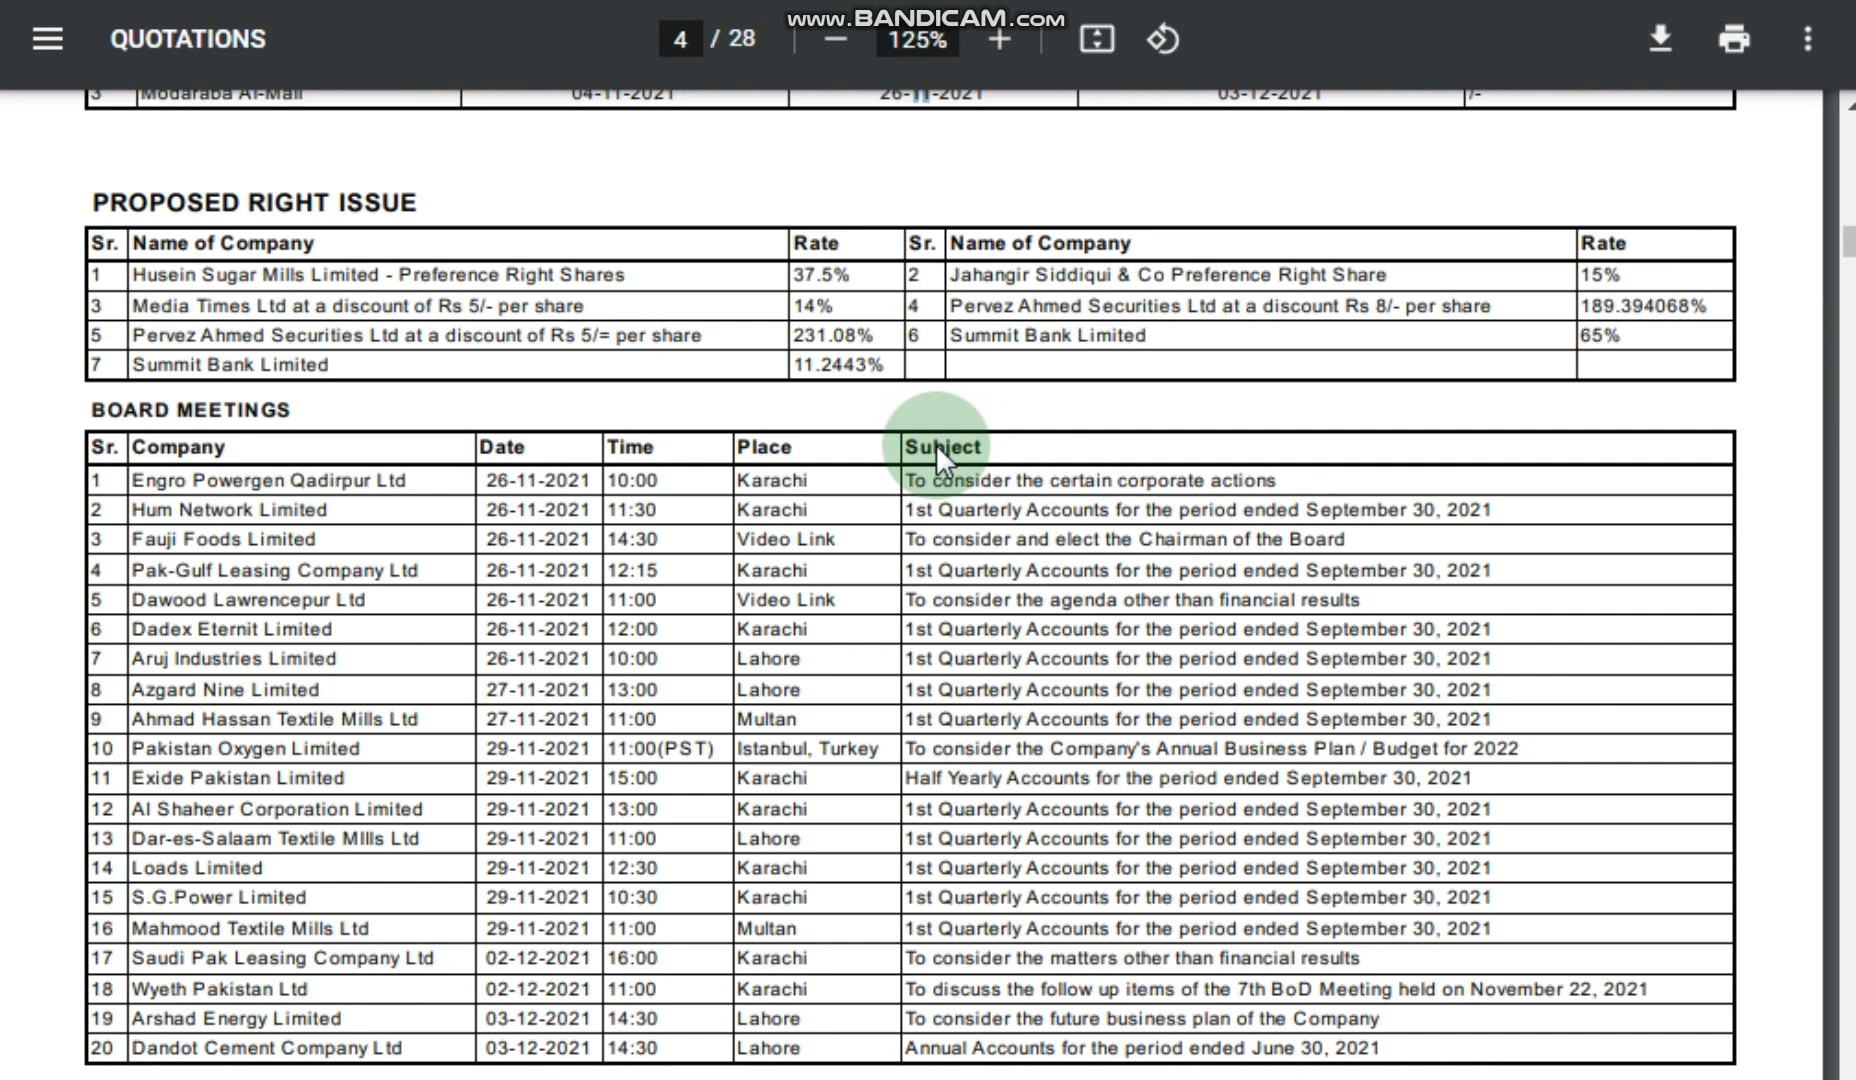 www.BANDICAM.com
QUOTATIONS 4 / 28 125%
3 Modaraba Al-Mali 04-11-2021 26-11-2021 03-12-2021 /-
PROPOSED RIGHT ISSUE
Sr. Name of Company Rate Sr. Name of Company Rate
1 Husein Sugar Mills Limited - Preference Right Shares 37.5% 2 Jahangir Siddiqui & Co Preference Right Share 15%
3 Media Times Ltd at a discount of Rs 5/- per share 14% 4 Pervez Ahmed Securities Ltd at a discount Rs 8/- per share 189.394068%
5 Pervez Ahmed Securities Ltd at a discount of Rs 5/= per share 231.08% 6 Summit Bank Limited 65%
7 Summit Bank Limited 11.2443%
BOARD MEETINGS
Sr. Company Date Time Place Subject
1 Engro Powergen Qadirpur Ltd 26-11-2021 10:00 Karachi To consider the certain corporate actions
2 Hum Network Limited 26-11-2021 11:30 Karachi 1st Quarterly Accounts for the period ended September 30, 2021
3 Fauji Foods Limited 26-11-2021 14:30 Video Link To consider and elect the Chairman of the Board
4 Pak-Gulf Leasing Company Ltd 26-11-2021 12:15 Karachi 1st Quarterly Accounts for the period ended September 30, 2021
5 Dawood Lawrencepur Ltd 26-11-2021 11:00 Video Link To consider the agenda other than financial results
6 Dadex Eternit Limited 26-11-2021 12:00 Karachi 1st Quarterly Accounts for the period ended September 30, 2021
7 Aruj Industries Limited 26-11-2021 10:00 Lahore 1st Quarterly Accounts for the period ended September 30, 2021
8 Azgard Nine Limited 27-11-2021 13:00 Lahore 1st Quarterly Accounts for the period ended September 30, 2021
9 Ahmad Hassan Textile Mills Ltd 27-11-2021 11:00 Multan 1st Quarterly Accounts for the period ended September 30, 2021
10 Pakistan Oxygen Limited 29-11-2021 11:00(PST) Istanbul, Turkey To consider the Company's Annual Business Plan / Budget for 2022
11 Exide Pakistan Limited 29-11-2021 15:00 Karachi Half Yearly Accounts for the period ended September 30, 2021
12 Al Shaheer Corporation Limited 29-11-2021 13:00 Karachi 1st Quarterly Accounts for the period ended September 30, 2021
13 Dar-es-Salaam Textile MIlls Ltd 29-11-2021 11:00 Lahore 1st Quarterly Accounts for the period ended September 30, 2021
14 Loads Limited 29-11-2021 12:30 Karachi 1st Quarterly Accounts for the period ended September 30, 2021
15 S.G.Power Limited 29-11-2021 10:30 Karachi 1st Quarterly Accounts for the period ended September 30, 2021
16 Mahmood Textile Mills Ltd 29-11-2021 11:00 Multan 1st Quarterly Accounts for the period ended September 30, 2021
17 Saudi Pak Leasing Company Ltd 02-12-2021 16:00 Karachi To consider the matters other than financial results
18 Wyeth Pakistan Ltd 02-12-2021 11:00 Karachi To discuss the follow up items of the 7th BoD Meeting held on November 22, 2021
19 Arshad Energy Limited 03-12-2021 14:30 Lahore To consider the future business plan of the Company
20 Dandot Cement Company Ltd 03-12-2021 14:30 Lahore Annual Accounts for the period ended June 30, 2021